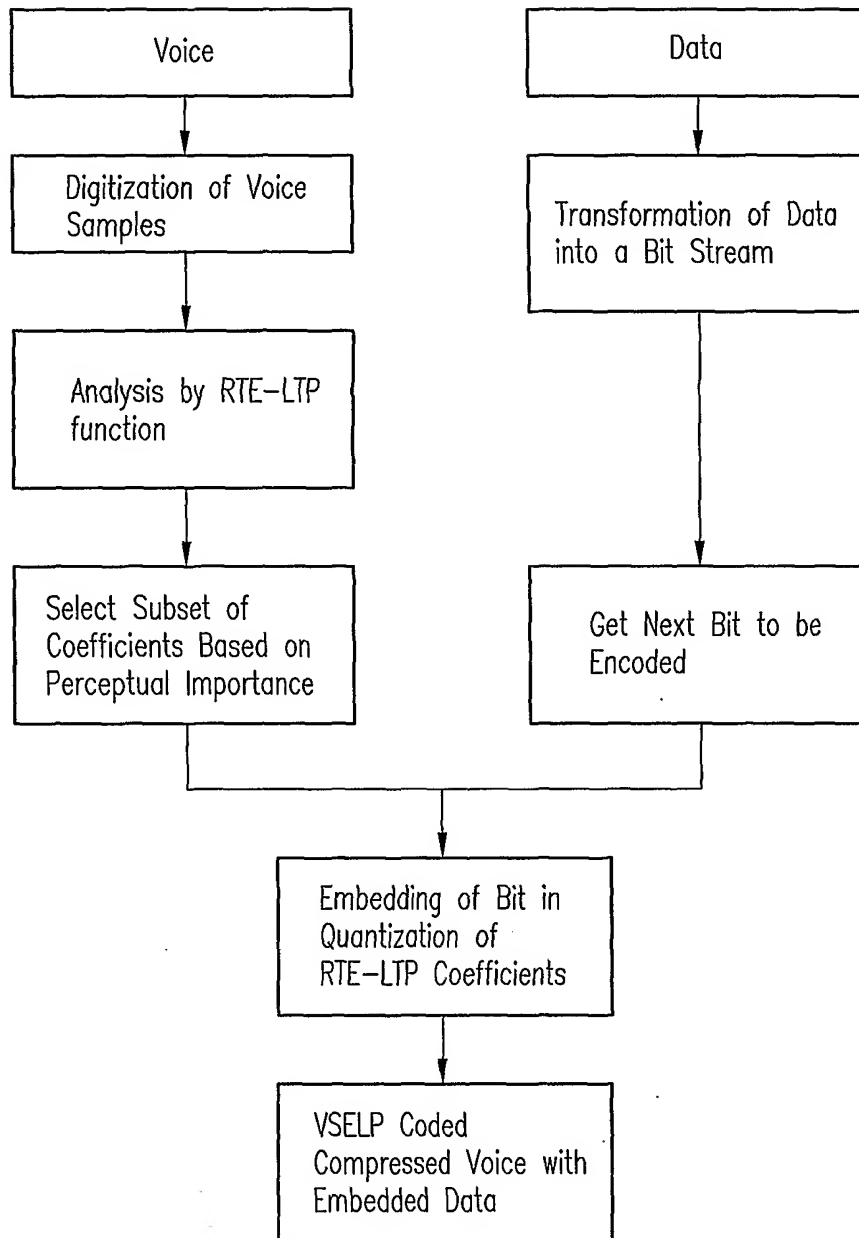 Voice
Data
Digitization of Voice
Samples
Transformation of Data
into a Bit Stream
Analysis by RTE-LTP
function
Select Subset of
Coefficients Based on
Perceptual Importance
Get Next Bit to be
Encoded
Embedding of Bit in
Quantization of
RTE-LTP Coefficients
VSELP Coded
Compressed Voice with
Embedded Data